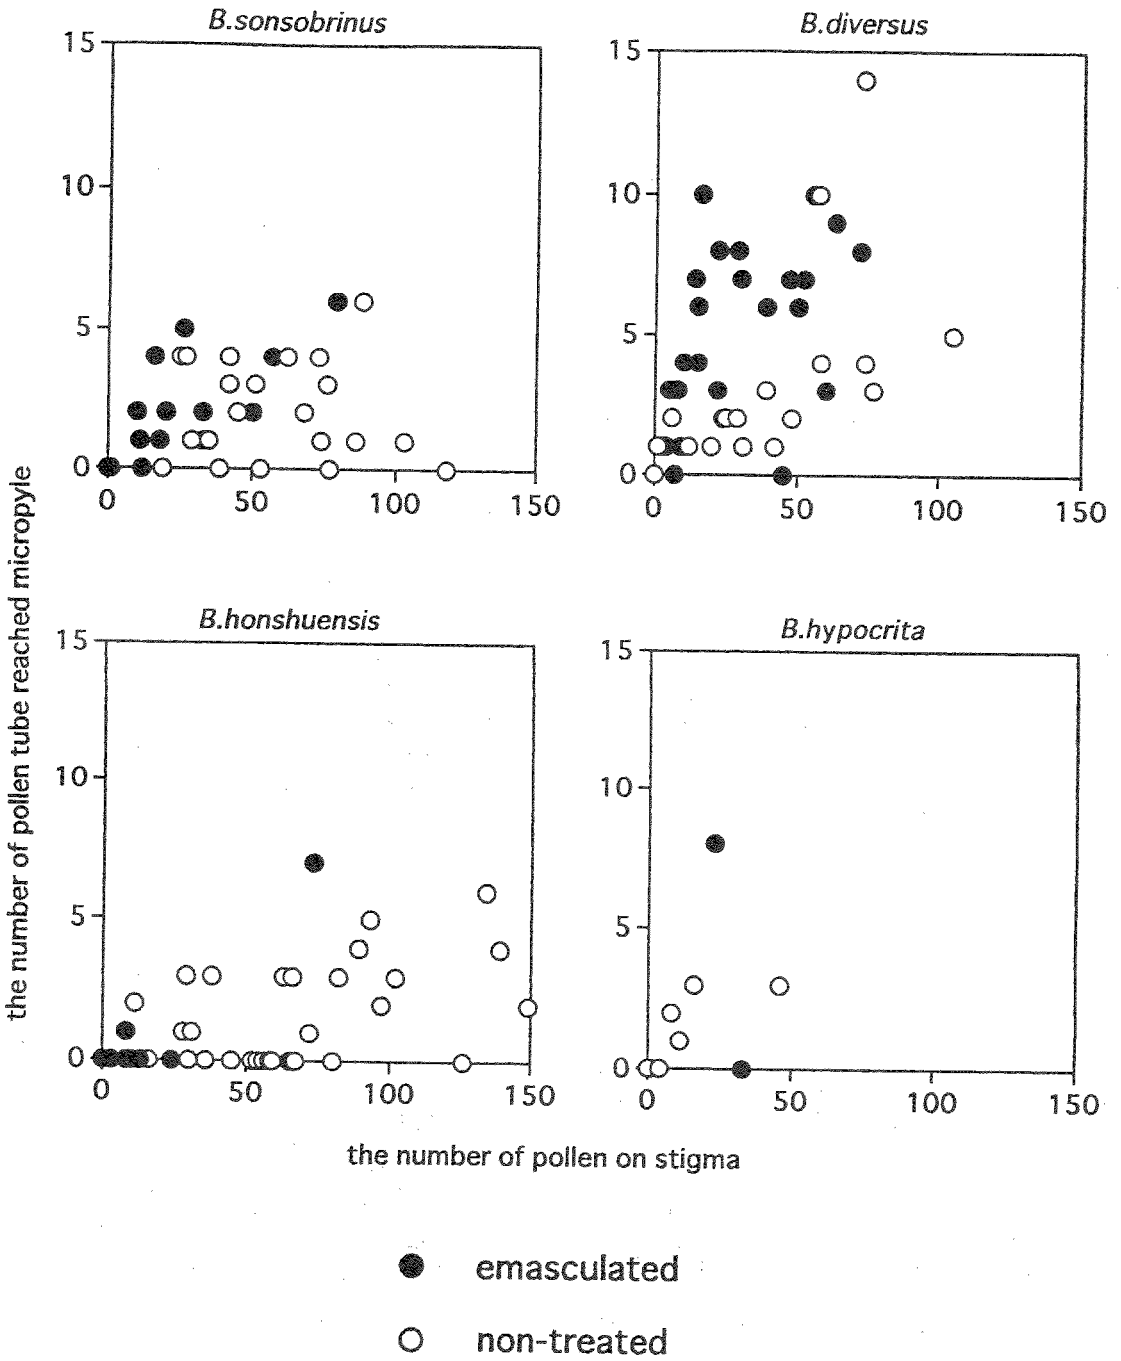 B.sonsobrinus
15
10
5
0
0 50 100 150
B.diversus
15
10
5
0
0 50 100 150
B.honshuensis
15
10
5
0
0 50 100 150
B.hypocrita
15
10
5
0
0 50 100 150
the number of pollen tube reached micropyle
the number of pollen on stigma
emasculated
non-treated